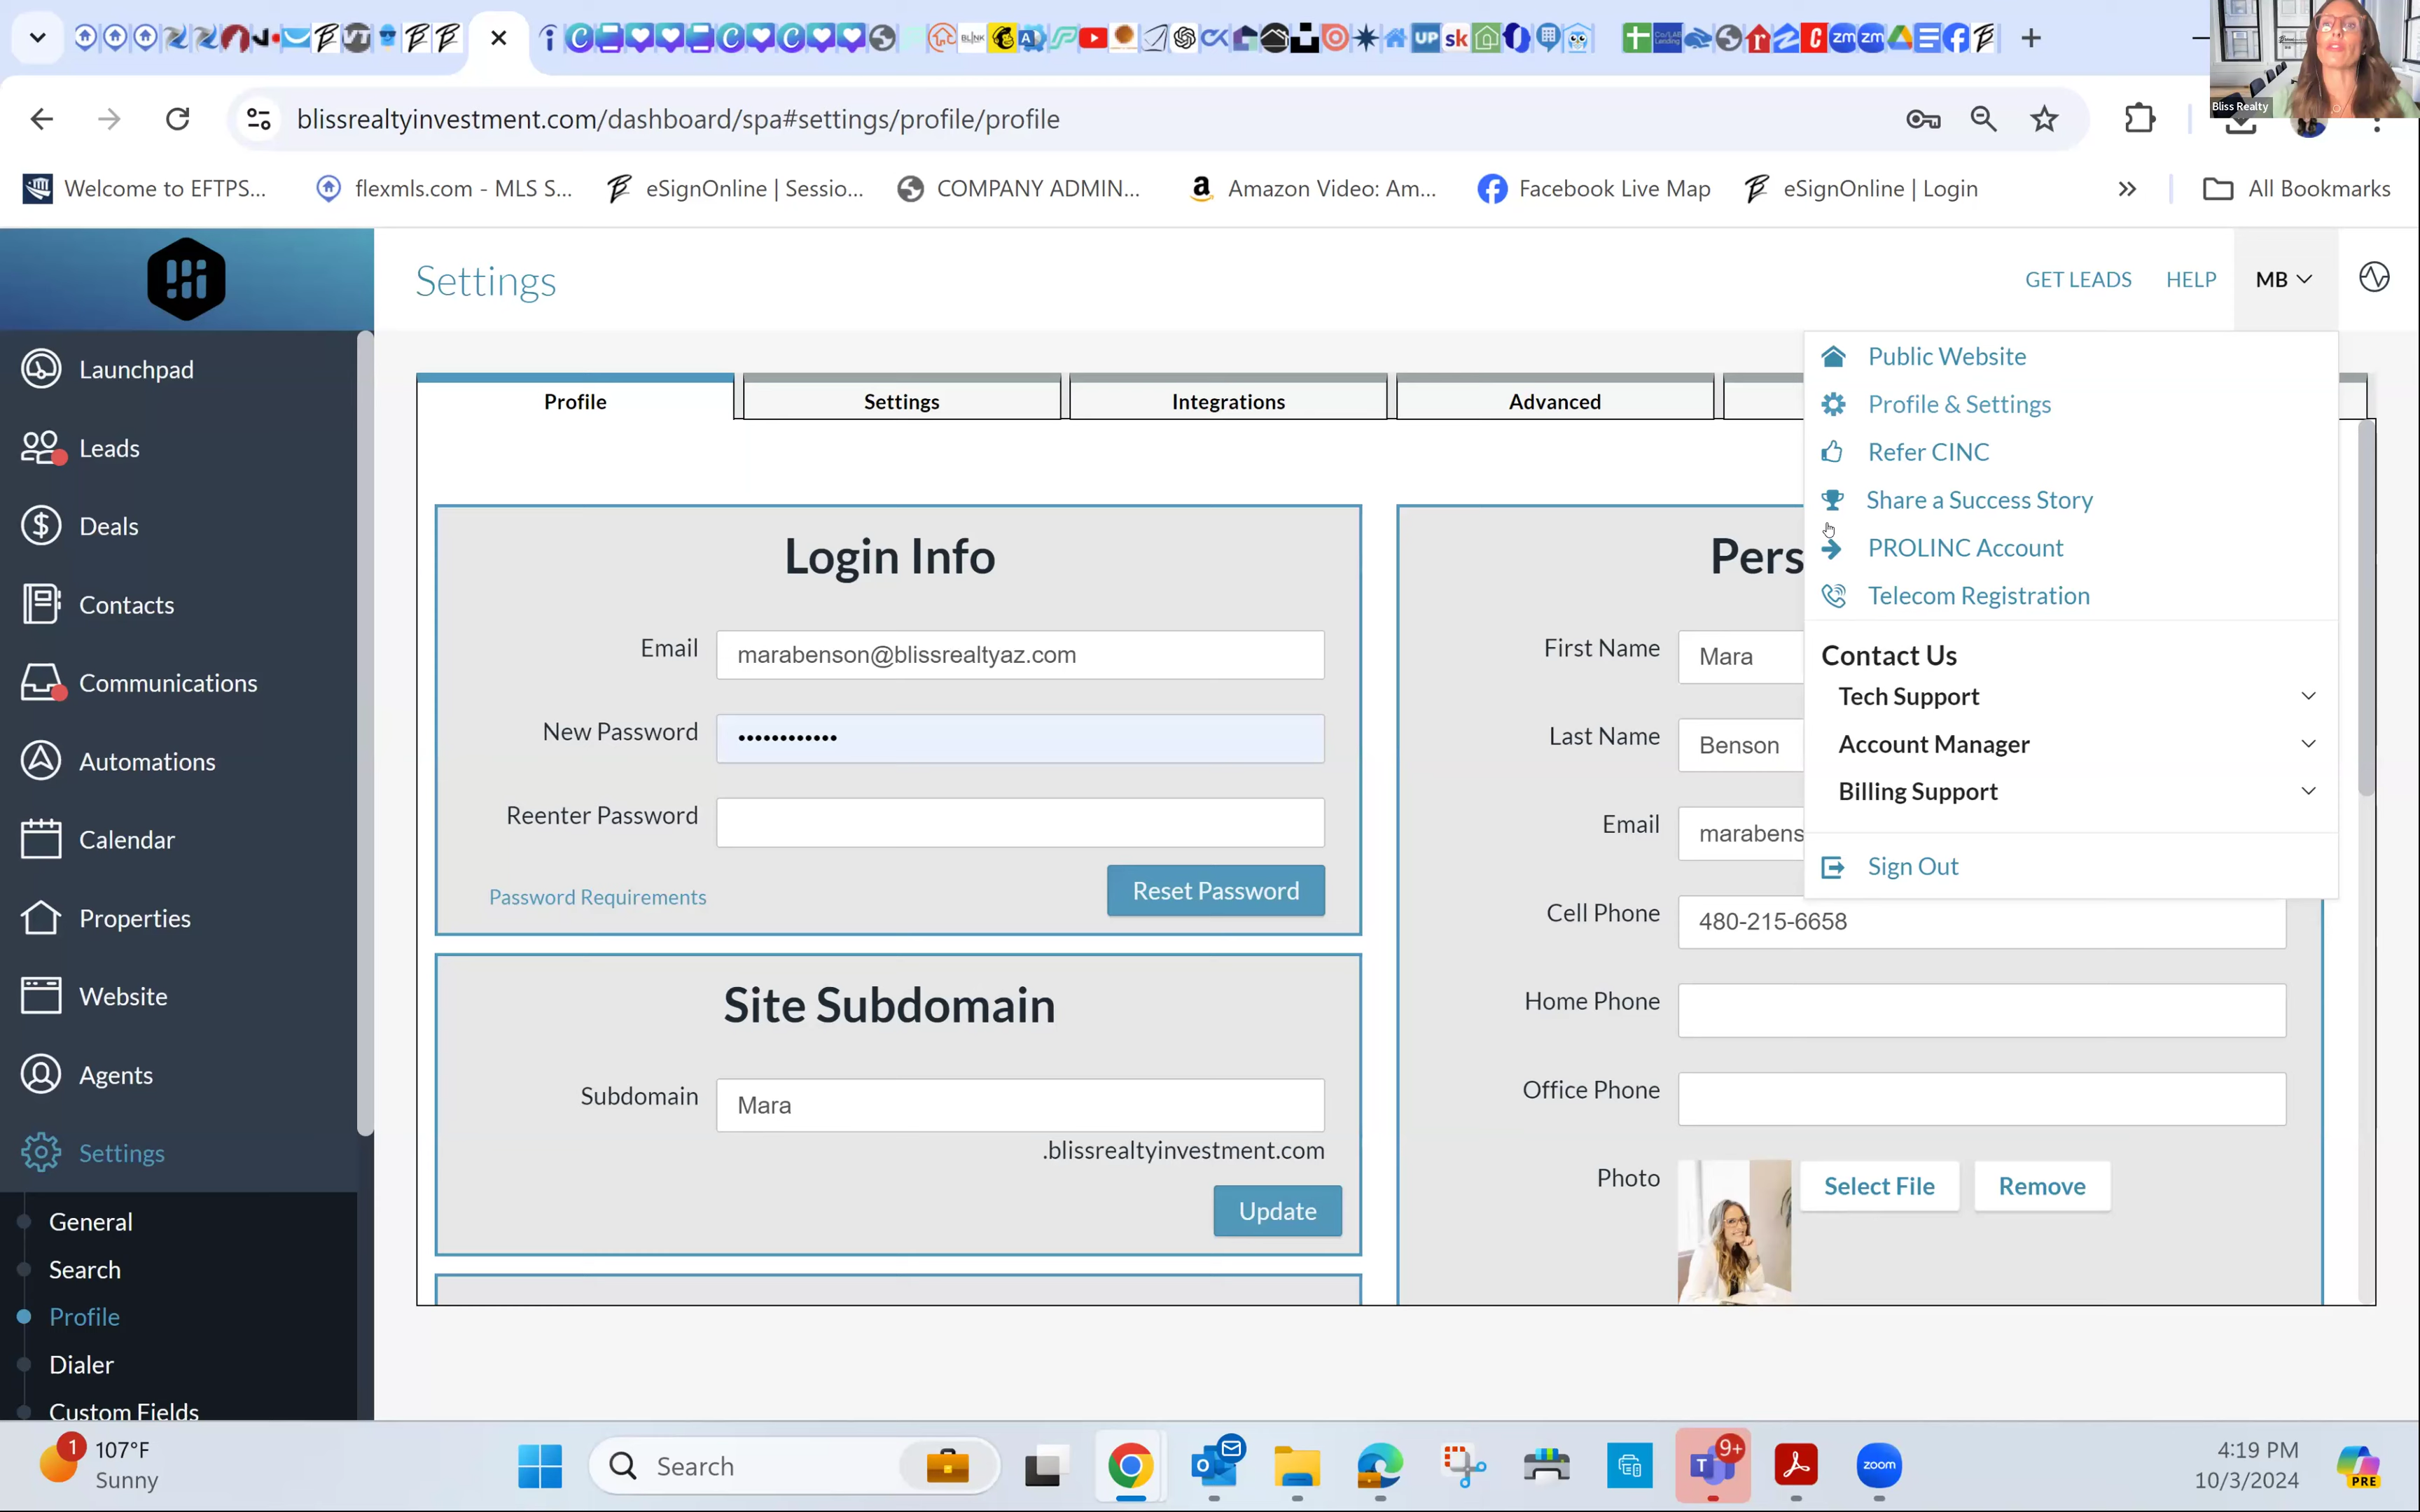 blissrealtyinvestment.com/dashboard/spa#settings/profile/profile
Bliss Realty
Welcome to EFTPS...
flexmls.com - MLS S...
eSignOnline | Sessio...
COMPANY ADMIN...
Amazon Video: Am...
Facebook Live Map
eSignOnline | Login
All Bookmarks
Settings
GET LEADS
HELP
MB
Launchpad
Leads
Deals
Contacts
Communications
Automations
Calendar
Properties
Website
Agents
Settings
General
Search
Profile
Dialer
Custom Fields
Profile
Settings
Integrations
Advanced
Login Info
Email
marabenson@blissrealtyaz.com
New Password
••••••••••••
Reenter Password
Password Requirements
Reset Password
Site Subdomain
Subdomain
Mara
.blissrealtyinvestment.com
Update
Pers
First Name
Mara
Last Name
Benson
Email
marabens
Cell Phone
480-215-6658
Home Phone
Office Phone
Photo
Select File
Remove
Public Website
Profile & Settings
Refer CINC
Share a Success Story
PROLINC Account
Telecom Registration
Contact Us
Tech Support
Account Manager
Billing Support
Sign Out
1
107°F
Sunny
Search
9+
zoom
4:19 PM
10/3/2024
PRE